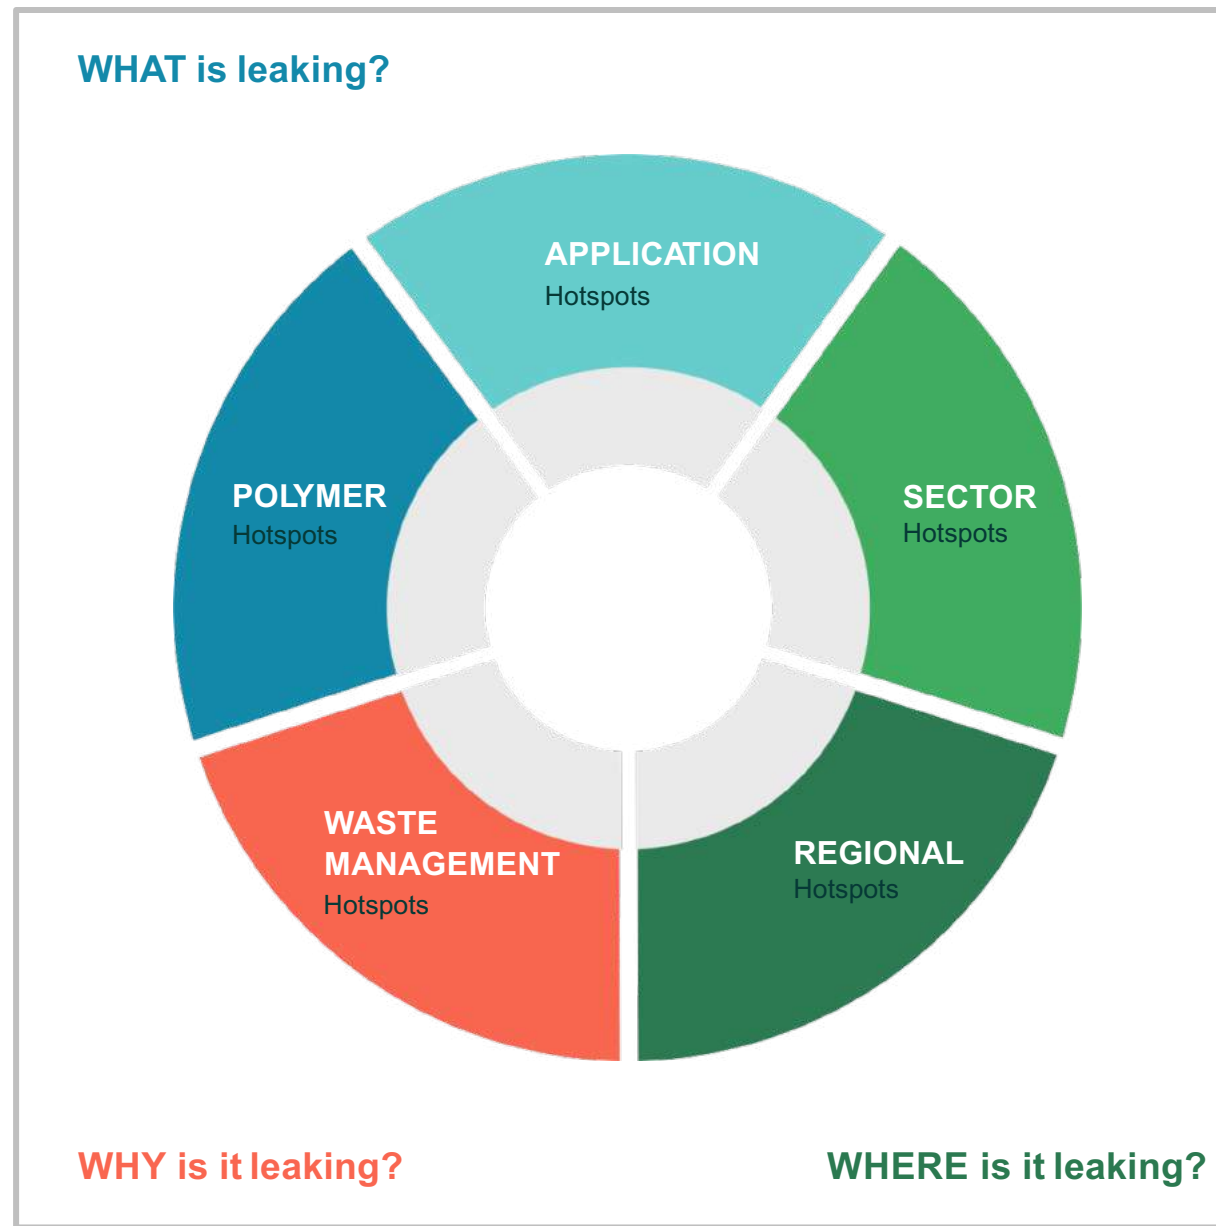 WHAT is leaking?
APPLICATION
Hotspots
POLYMER
Hotspots
SECTOR
Hotspots
WASTE
MANAGEMENT
Hotspots
REGIONAL
Hotspots
WHY is it leaking?
WHERE is it leaking?